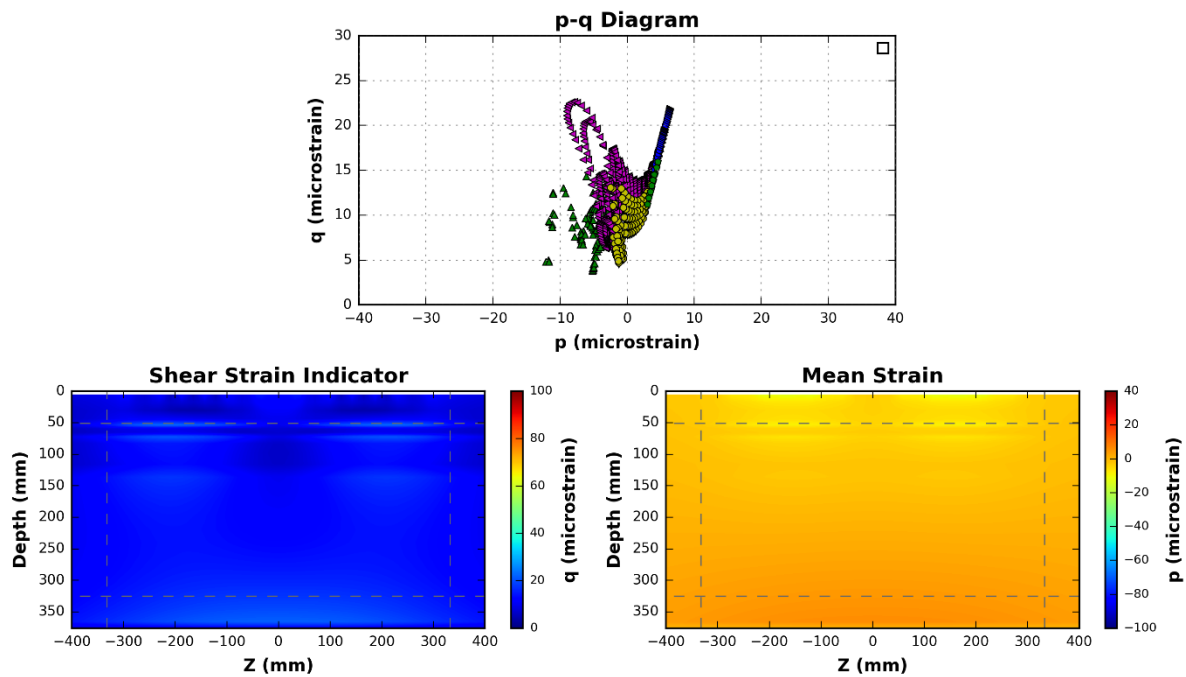 p-q Diagram
30
25
20
15
10
5
0
q (microstrain)
−40 −30 −20 −10 0 10 20 30 40
p (microstrain)
Shear Strain Indicator
0
50
100
150
200
250
300
350
Depth (mm)
−400 −300 −200 −100 0 100 200 300 400
Z (mm)
100
80
60
40
20
0
q (microstrain)
Mean Strain
0
50
100
150
200
250
300
350
Depth (mm)
−400 −300 −200 −100 0 100 200 300 400
Z (mm)
40
20
0
−20
−40
−60
−80
−100
p (microstrain)